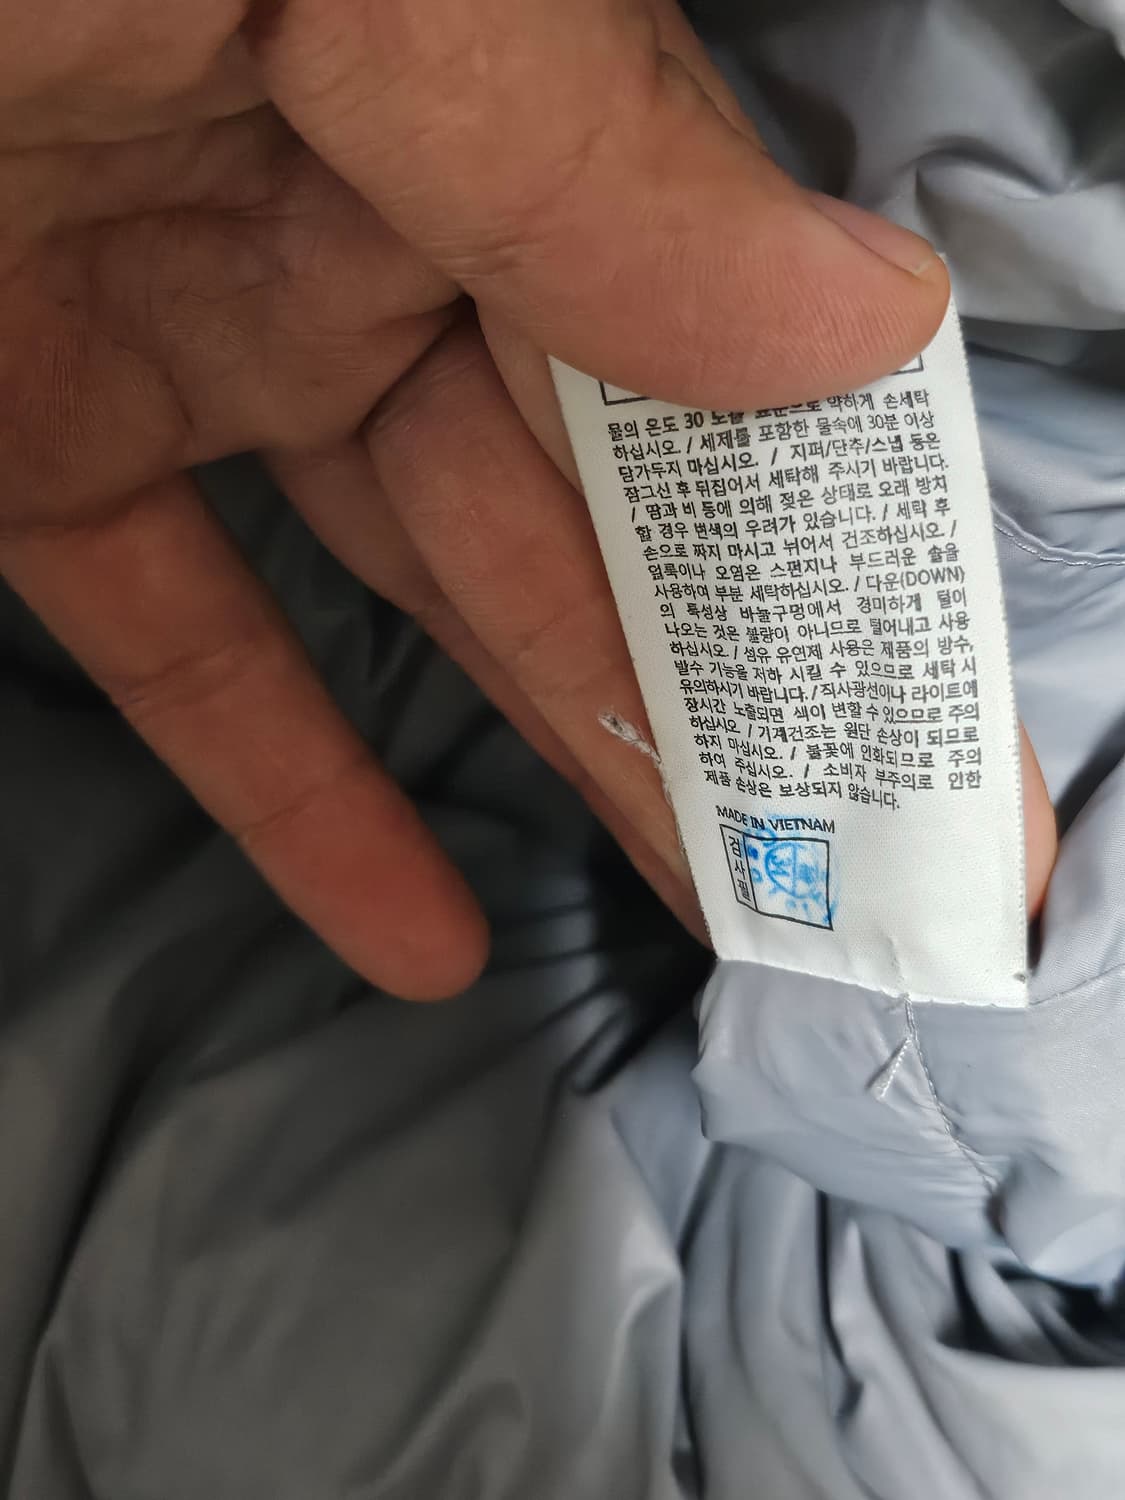 물의 온도 30 도를 표준으로 약하게 손세탁
하십시오. / 세제를 포함한 물속에 30분 이상
담가두지 마십시오. / 지퍼/단추/스냅 등은
잠그신 후 뒤집어서 세탁해 주시기 바랍니다.
/ 땀과 비 등에 의해 젖은 상태로 오래 방치
할 경우 변색의 우려가 있습니다. / 세탁 후
손으로 짜지 마시고 뉘어서 건조하십시오. /
얼룩이나 오염은 스펀지나 부드러운 솔을
사용하여 부분 세탁하십시오. / 다운(DOWN)
의 특성상 바늘구멍에서 경미하게 털이
나오는 것은 불량이 아니므로 털어내고 사용
하십시오. / 섬유 유연제 사용은 제품의 방수,
발수 기능을 저하 시킬 수 있으므로 세탁 시
유의하시기 바랍니다. / 직사광선이나 라이트에
장시간 노출되면 색이 변할 수 있으므로 주의
하십시오. / 기계건조는 원단 손상이 되므로
하지 마십시오. / 불꽃에 인화되므로 주의
하여 주십시오. / 소비자 부주의로 인한
제품 손상은 보상되지 않습니다.
MADE IN VIETNAM
검사필